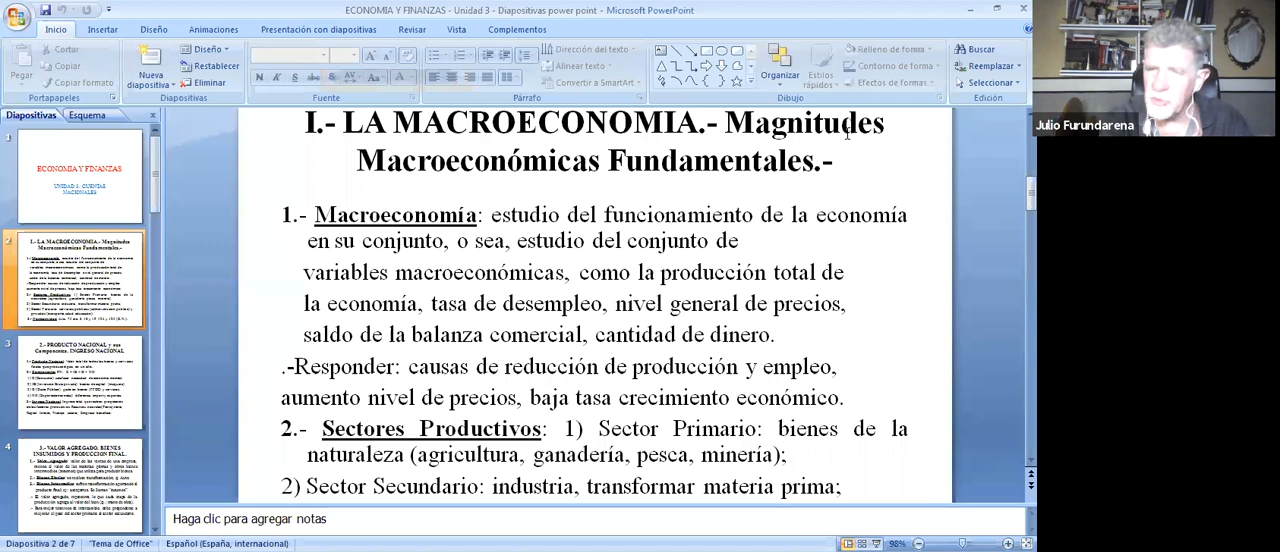 ECONOMIA Y FINANZAS - Unidad 3 - Diapositivas power point - Microsoft PowerPoint
Inicio Insertar Diseño Animaciones Presentación con diapositivas Revisar Vista Complementos
Pegar
Cortar
Copiar
Copiar formato
Portapapeles
Nueva diapositiva
Diseño
Restablecer
Eliminar
Diapositivas
Fuente
Dirección del texto
Alinear texto
Convertir a SmartArt
Párrafo
Organizar
Estilos rápidos
Relleno de forma
Contorno de forma
Efectos de formas
Dibujo
Buscar
Reemplazar
Seleccionar
Edición
Julio Furundarena
Diapositivas Esquema
1
ECONOMIA Y FINANZAS
2
I.- LA MACROECONOMIA.- Magnitudes
Macroeconómicas Fundamentales.-
3
2.- PRODUCTO NACIONAL y sus
Componentes. INGRESO NACIONAL
4
3.- VALOR AGREGADO, BIENES
INSUMIDOS Y PRODUCCION FINAL.
I.- LA MACROECONOMIA.- Magnitudes
Macroeconómicas Fundamentales.-
1.- Macroeconomía: estudio del funcionamiento de la economía
en su conjunto, o sea, estudio del conjunto de
variables macroeconómicas, como la producción total de
la economía, tasa de desempleo, nivel general de precios,
saldo de la balanza comercial, cantidad de dinero.
.-Responder: causas de reducción de producción y empleo,
aumento nivel de precios, baja tasa crecimiento económico.
2.- Sectores Productivos: 1) Sector Primario: bienes de la
naturaleza (agricultura, ganadería, pesca, minería);
2) Sector Secundario: industria, transformar materia prima;
Haga clic para agregar notas
Diapositiva 2 de 7 "Tema de Office" Español (España, internacional) 98%